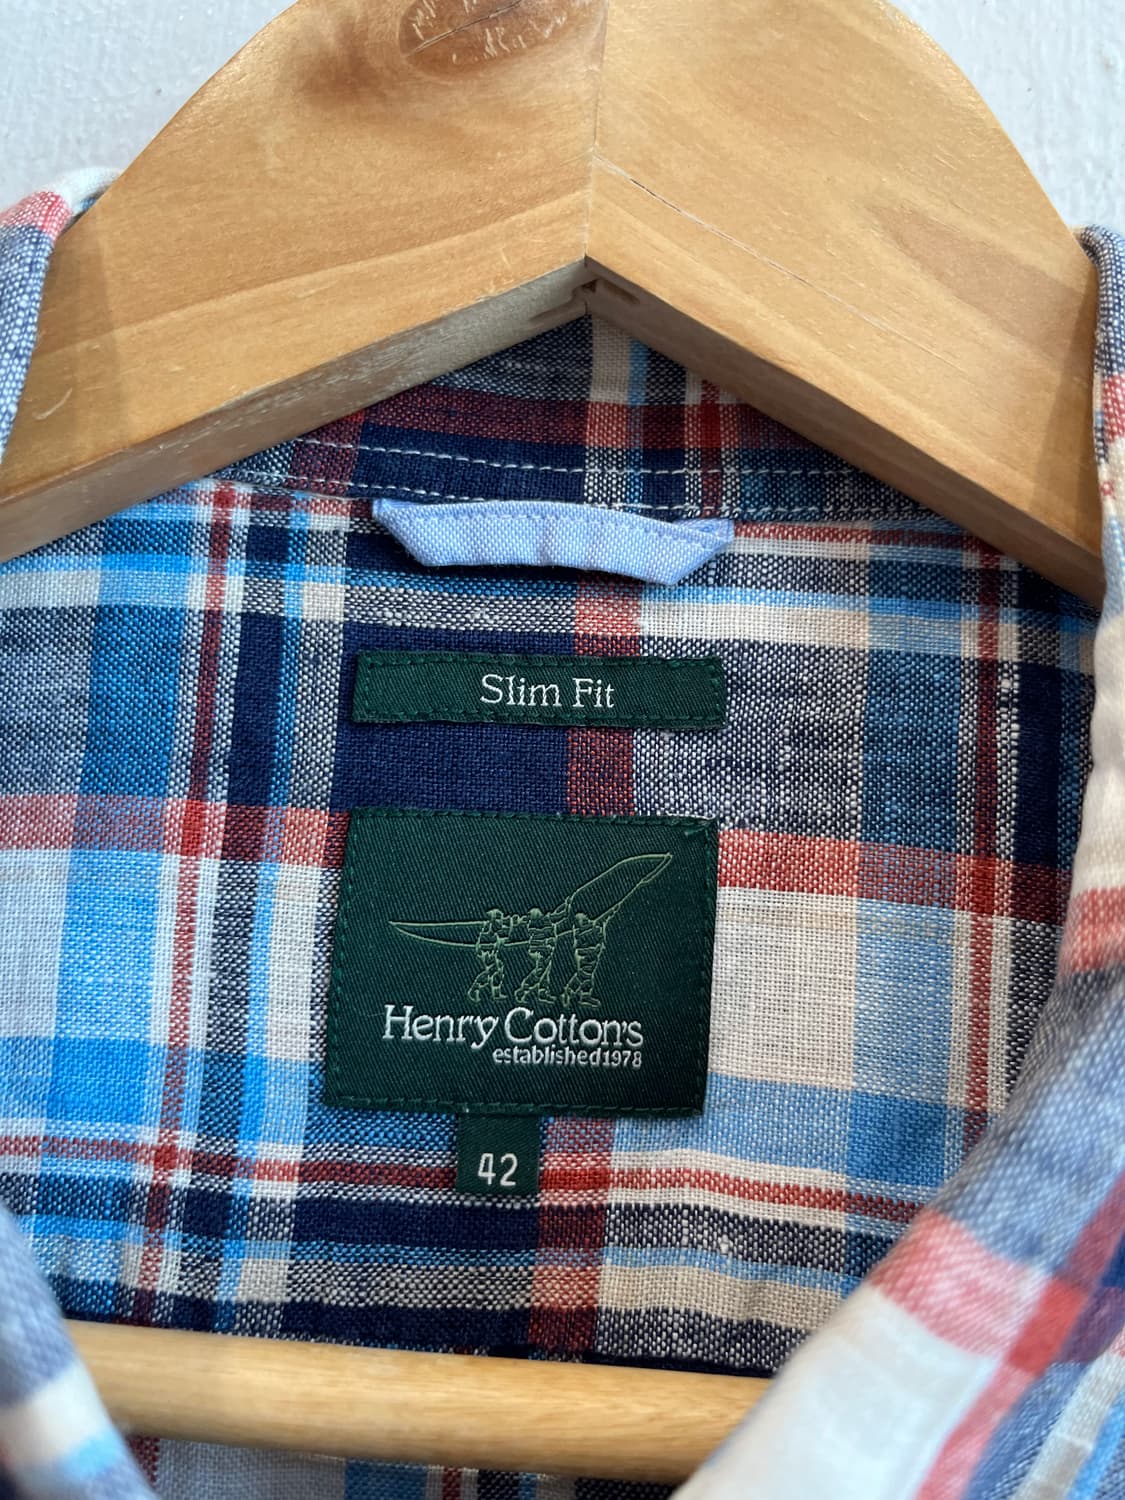 Slim Fit
Henry Cotton's
established1978
42